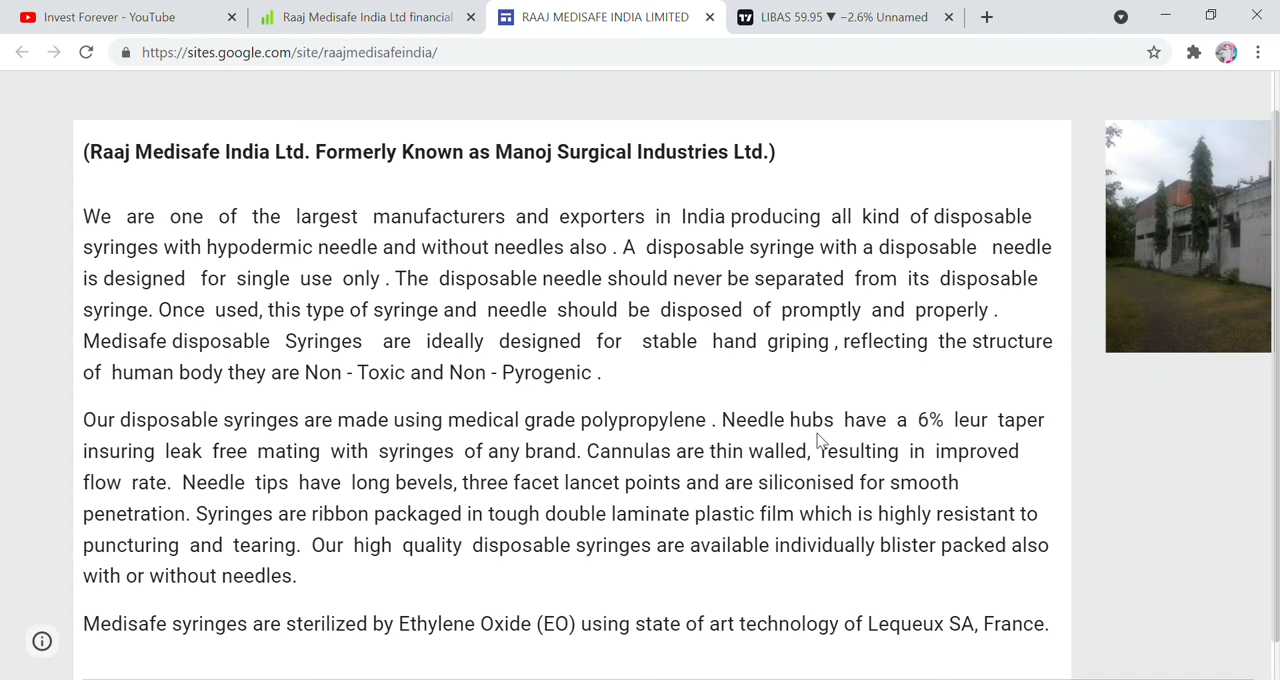 Invest Forever - YouTube
Raaj Medisafe India Ltd financial
RAAJ MEDISAFE INDIA LIMITED
LIBAS 59.95 ▼ −2.6% Unnamed
https://sites.google.com/site/raajmedisafeindia/
(Raaj Medisafe India Ltd. Formerly Known as Manoj Surgical Industries Ltd.)
We are one of the largest manufacturers and exporters in India producing all kind of disposable
syringes with hypodermic needle and without needles also . A disposable syringe with a disposable needle
is designed for single use only . The disposable needle should never be separated from its disposable
syringe. Once used, this type of syringe and needle should be disposed of promptly and properly .
Medisafe disposable Syringes are ideally designed for stable hand griping , reflecting the structure
of human body they are Non - Toxic and Non - Pyrogenic .
Our disposable syringes are made using medical grade polypropylene . Needle hubs have a 6% leur taper
insuring leak free mating with syringes of any brand. Cannulas are thin walled, resulting in improved
flow rate. Needle tips have long bevels, three facet lancet points and are siliconised for smooth
penetration. Syringes are ribbon packaged in tough double laminate plastic film which is highly resistant to
puncturing and tearing. Our high quality disposable syringes are available individually blister packed also
with or without needles.
Medisafe syringes are sterilized by Ethylene Oxide (EO) using state of art technology of Lequeux SA, France.